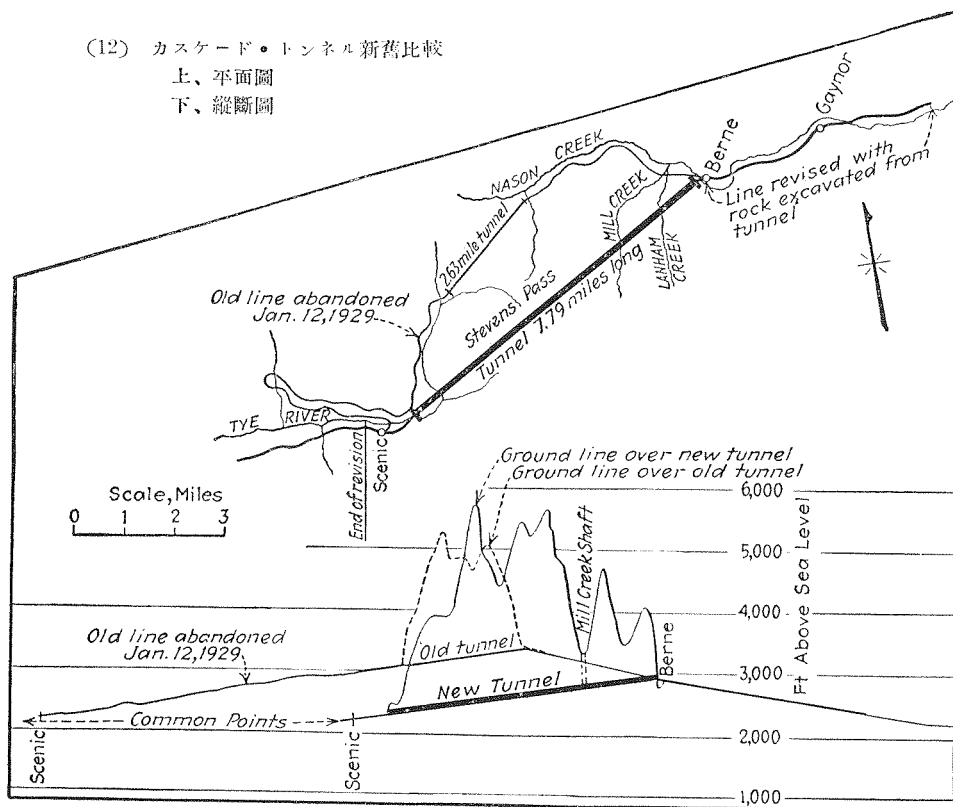 (12) カスケード・トンネル新舊比較
上、平面圖
下、縱斷圖
Gaynor
Berne
NASON CREEK
Line revised with
rock excavated from
tunnel
MILL CREEK
LANHAM
CREEK
2.63 mile tunnel
Old line abandoned
Jan. 12, 1929
Stevens Pass
Tunnel 7.79 miles long
TYE RIVER
End of revision
Scenic
Scale, Miles
0 1 2 3
Ground line over new tunnel
Ground line over old tunnel
6,000
5,000
4,000
3,000
2,000
1,000
Ft Above Sea Level
Mill Creek Shaft
Old line abandoned
Jan. 12, 1929
Old tunnel
New Tunnel
Berne
Common Points
Scenic
Scenic